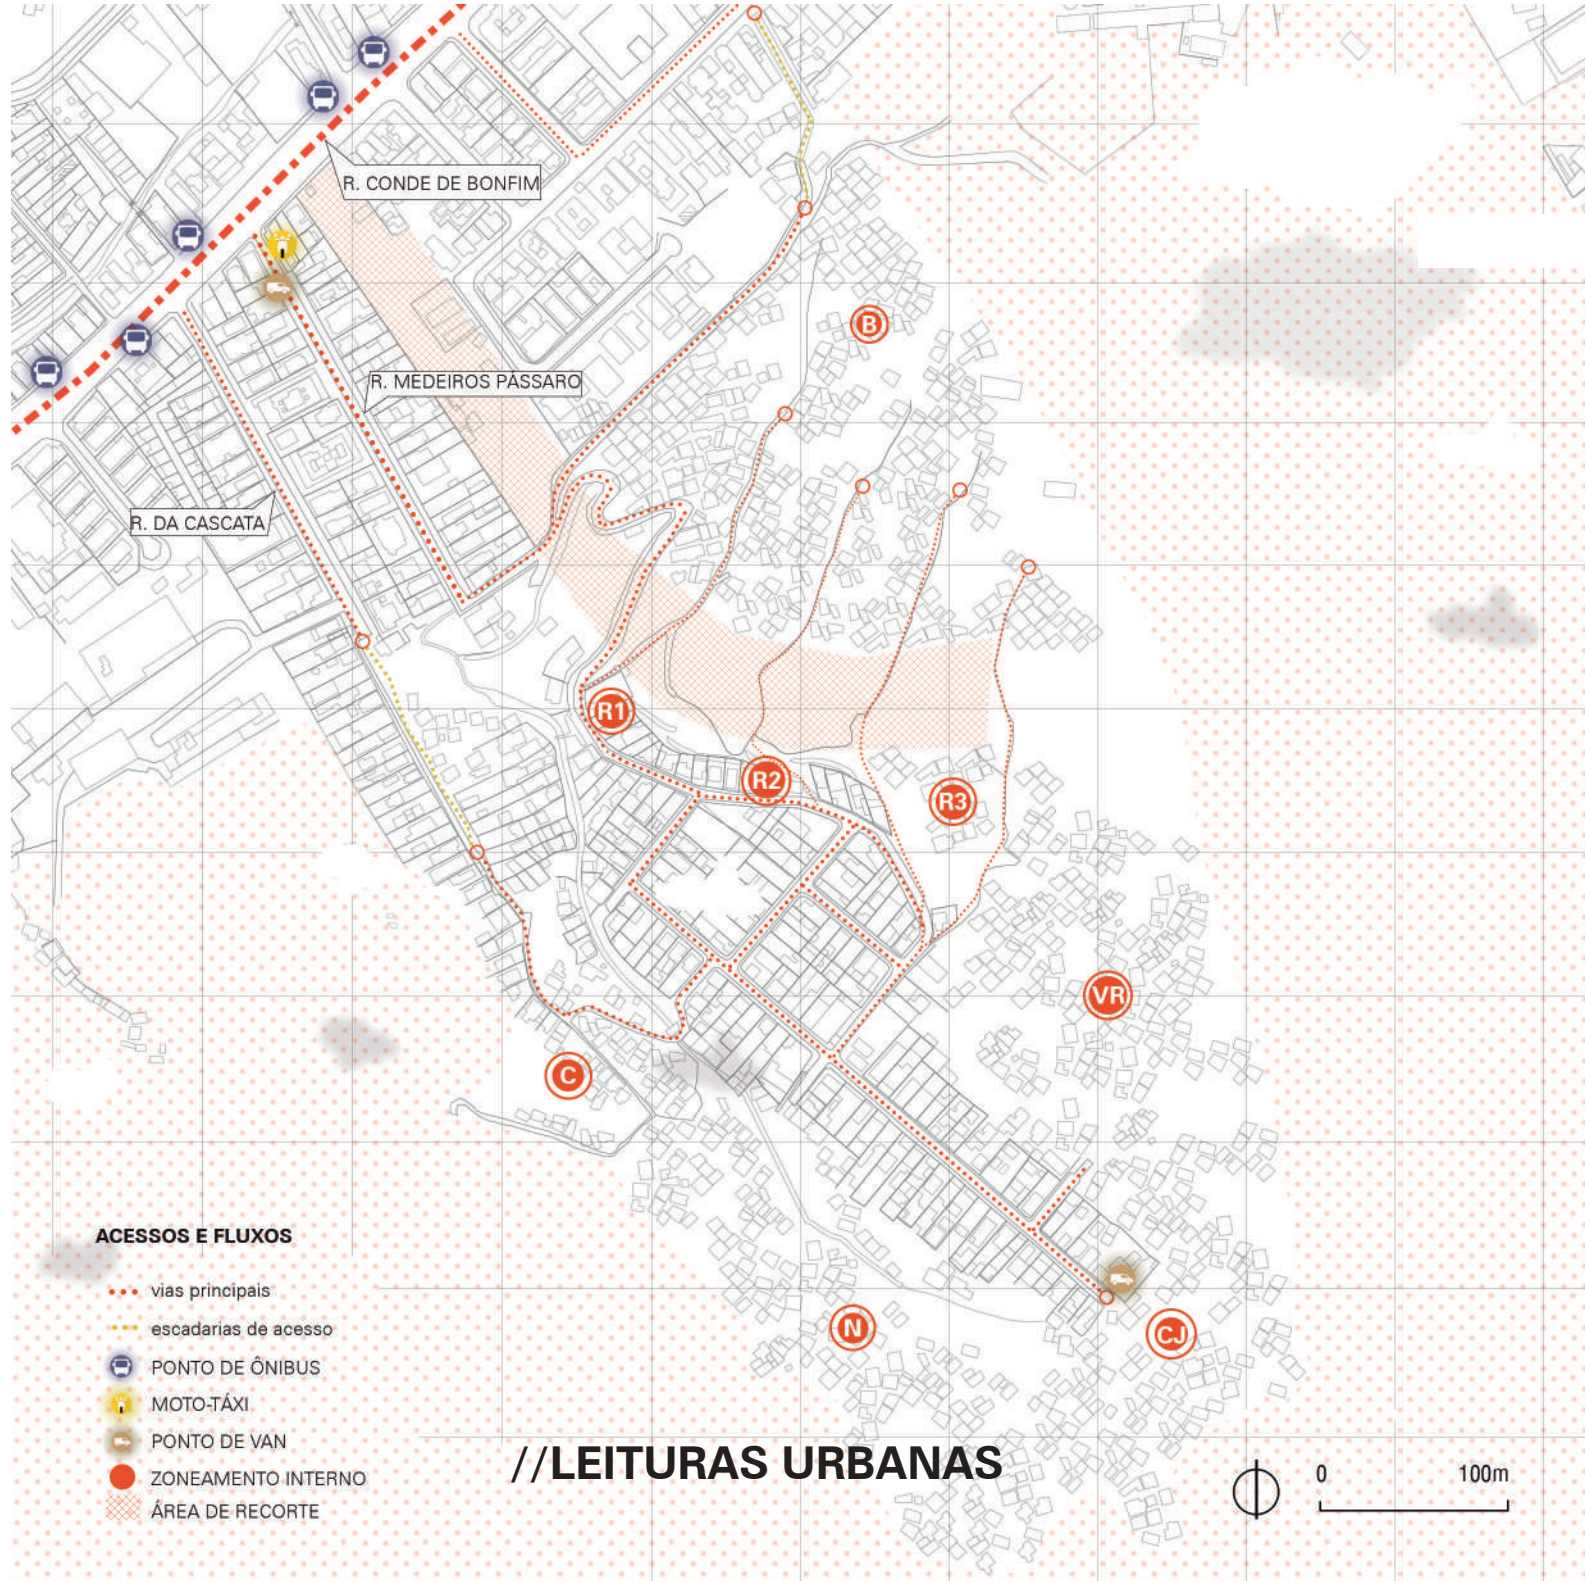 R. CONDE DE BONFIM
R. MEDEIROS PÁSSARO
R. DA CASCATA
B
R1
R2
R3
VR
C
N
CJ
ACESSOS E FLUXOS
vias principais
escadarias de acesso
PONTO DE ÔNIBUS
MOTO-TÁXI
PONTO DE VAN
ZONEAMENTO INTERNO
ÁREA DE RECORTE
//LEITURAS URBANAS
0 100m